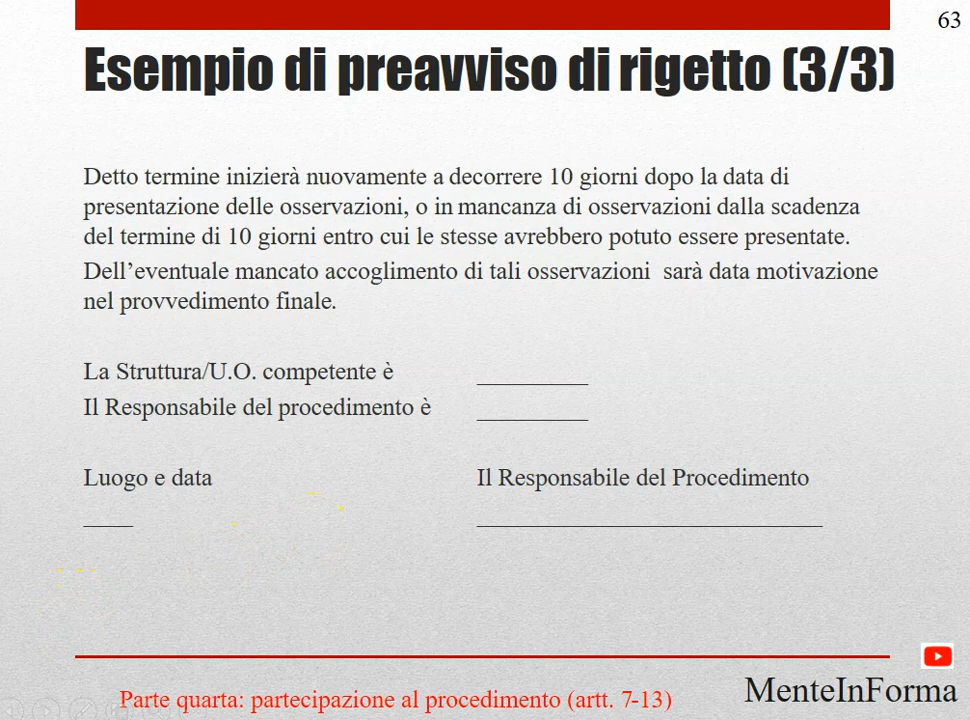 63
Esempio di preavviso di rigetto (3/3)
Detto termine inizierà nuovamente a decorrere 10 giorni dopo la data di
presentazione delle osservazioni, o in mancanza di osservazioni dalla scadenza
del termine di 10 giorni entro cui le stesse avrebbero potuto essere presentate.
Dell’eventuale mancato accoglimento di tali osservazioni sarà data motivazione
nel provvedimento finale.
La Struttura/U.O. competente è _________
Il Responsabile del procedimento è _________
Luogo e data Il Responsabile del Procedimento
____ ____________________________
Parte quarta: partecipazione al procedimento (artt. 7-13)
MenteInForma